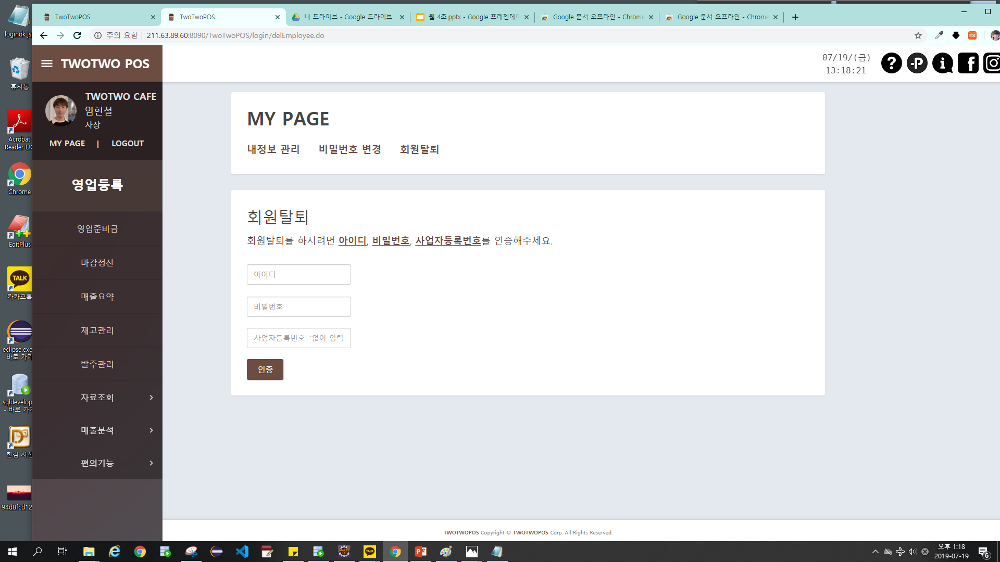 loginok.js
휴지통
Acrobat
Reader DC
Chrome
EditPlus
카카오톡
eclipse.exe
바로 가기
sqldevelop
- 바로 가기
한컴 사전
94d8fcd12
TwoTwoPOS
TwoTwoPOS
내 드라이브 - Google 드라이브
웹 4조.pptx - Google 프레젠테이
Google 문서 오프라인 - Chrome
Google 문서 오프라인 - Chrome
주의 요함
211.63.89.60:8090/TwoTwoPOS/login/delEmployee.do
TWOTWO POS
07/19/(금)
13:18:21
TWOTWO CAFE
엄현철
사장
MY PAGE | LOGOUT
영업등록
영업준비금
마감정산
매출요약
재고관리
발주관리
자료조회
매출분석
편의기능
MY PAGE
내정보 관리 비밀번호 변경 회원탈퇴
회원탈퇴
회원탈퇴를 하시려면 아이디, 비밀번호, 사업자등록번호를 인증해주세요.
아이디
비밀번호
사업자등록번호'-'없이 입력
인증
TWOTWOPOS Copyright © TWOTWOPOS Corp. All Rights Reserved.
TALK
오후 1:18
2019-07-19
6